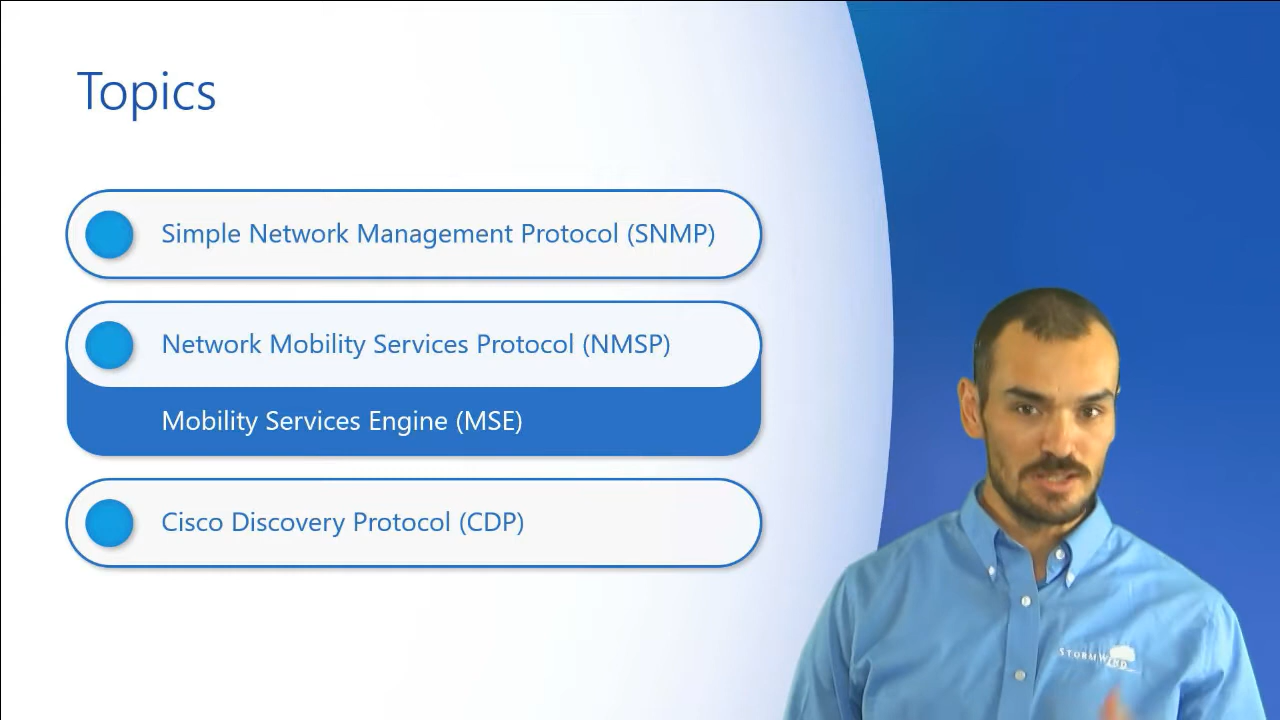 Topics
Simple Network Management Protocol (SNMP)
Network Mobility Services Protocol (NMSP)
Mobility Services Engine (MSE)
Cisco Discovery Protocol (CDP)
STORMWIND